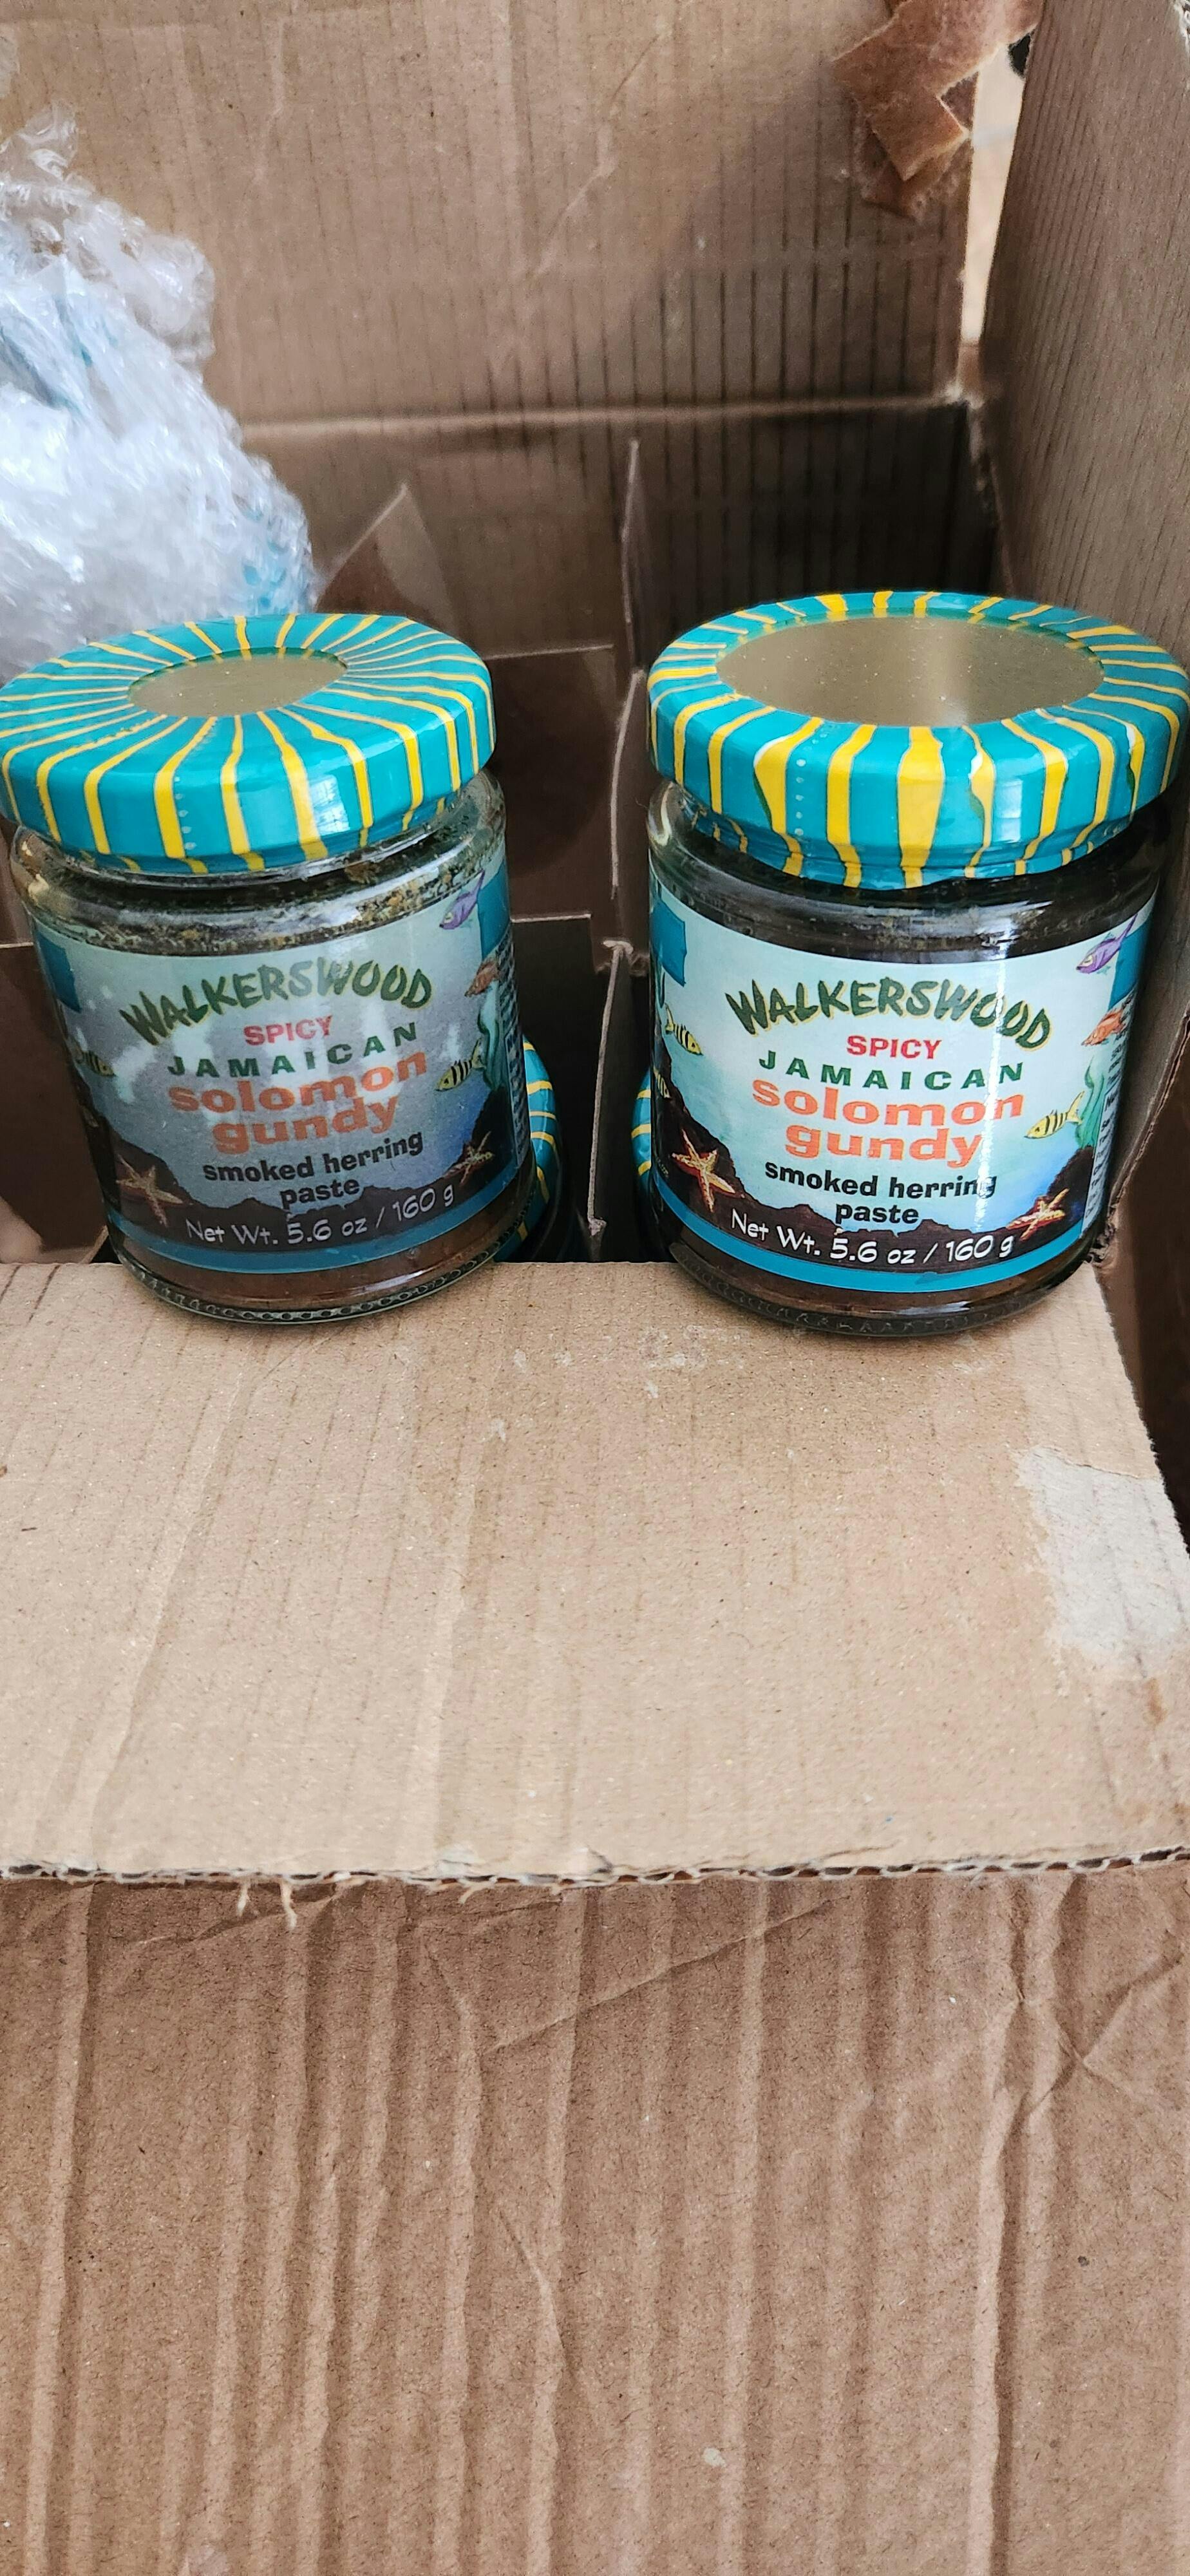 WALKERSWOOD
SPICY
JAMAICAN
solomon
gundy
smoked herring
paste
Net Wt. 5.6 oz / 160 g
WALKERSWOOD
SPICY
JAMAICAN
solomon
gundy
smoked herring
paste
Net Wt. 5.6 oz / 160 g